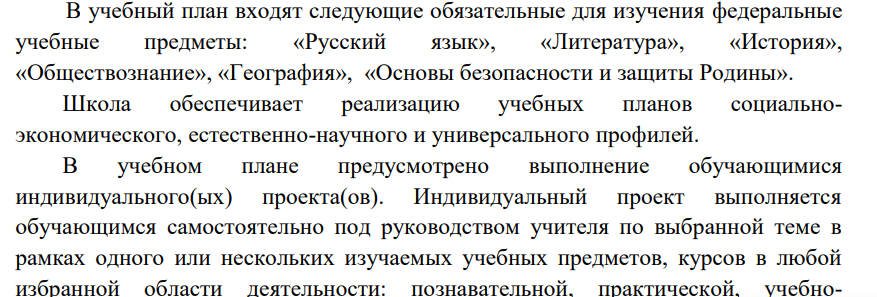 В учебный план входят следующие обязательные для изучения федеральные
учебные предметы: «Русский язык», «Литература», «История»,
«Обществознание», «География», «Основы безопасности и защиты Родины».
Школа обеспечивает реализацию учебных планов социально-
экономического, естественно-научного и универсального профилей.
В учебном плане предусмотрено выполнение обучающимися
индивидуального(ых) проекта(ов). Индивидуальный проект выполняется
обучающимся самостоятельно под руководством учителя по выбранной теме в
рамках одного или нескольких изучаемых учебных предметов, курсов в любой
избранной области деятельности: познавательной, практической, учебно-